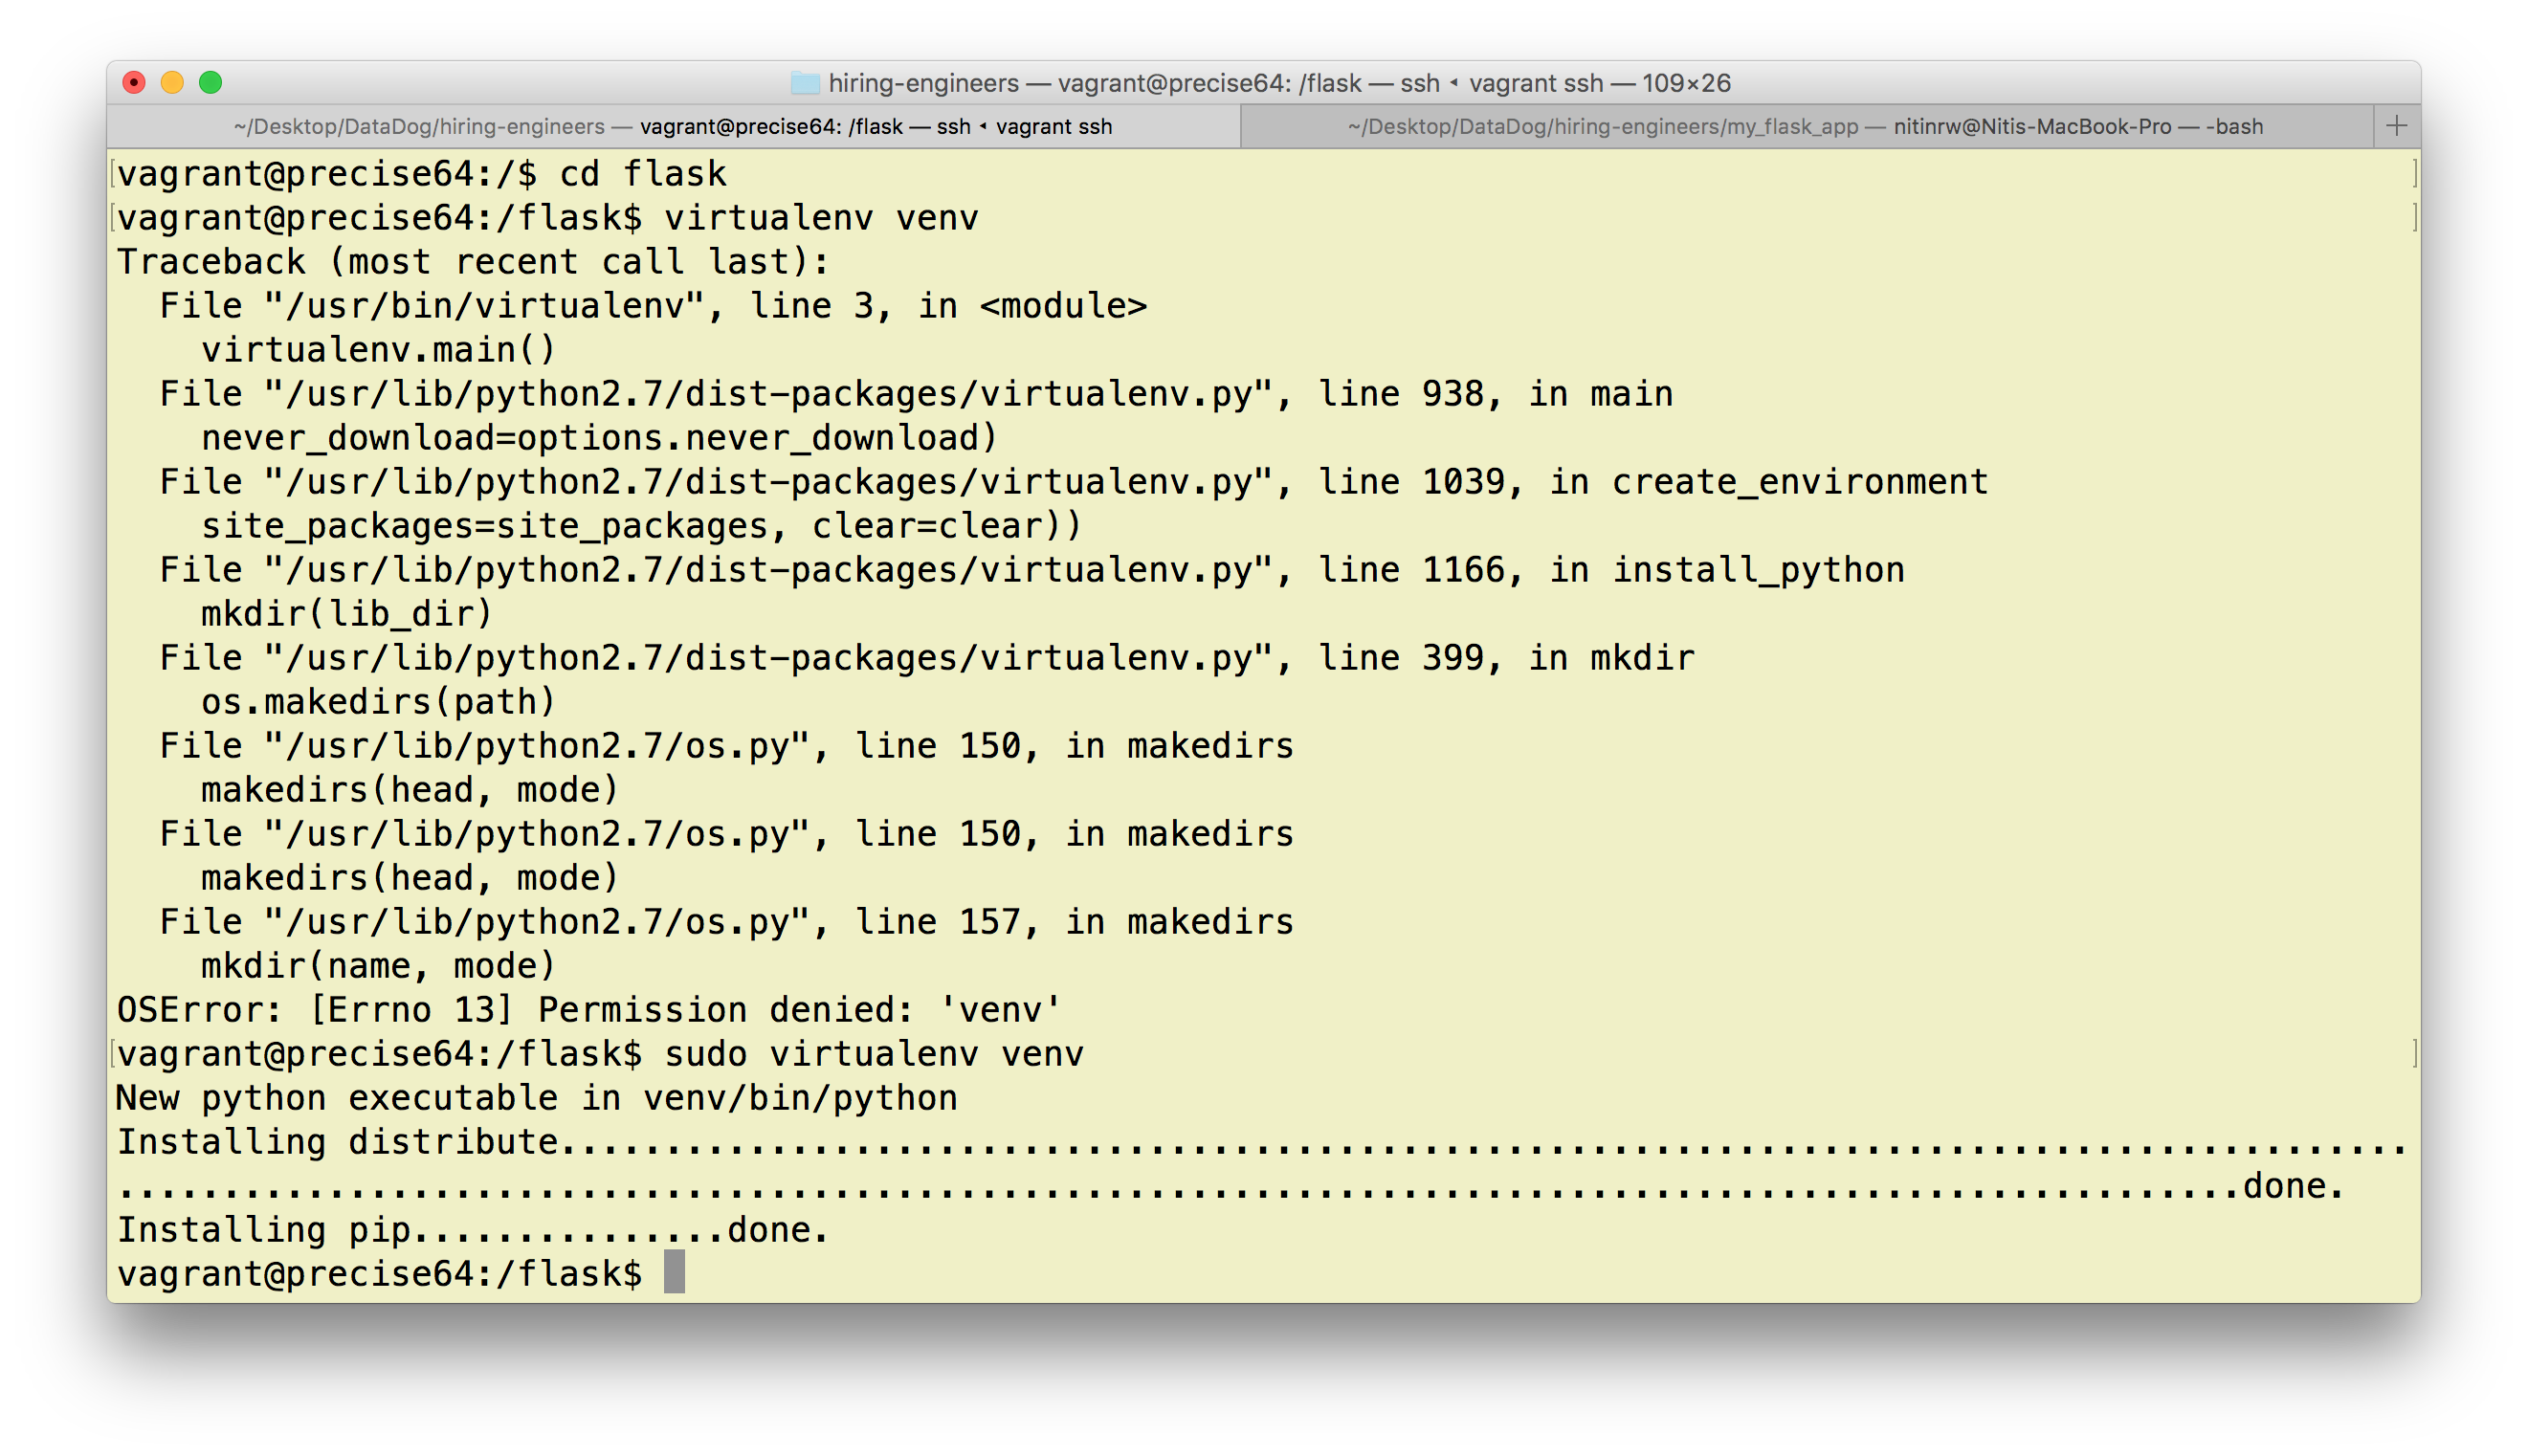 hiring-engineers — vagrant@precise64: /flask — ssh ◂ vagrant ssh — 109×26
~/Desktop/DataDog/hiring-engineers — vagrant@precise64: /flask — ssh ◂ vagrant ssh
~/Desktop/DataDog/hiring-engineers/my_flask_app — nitinrw@Nitis-MacBook-Pro — -bash
vagrant@precise64:/$ cd flask
vagrant@precise64:/flask$ virtualenv venv
Traceback (most recent call last):
  File "/usr/bin/virtualenv", line 3, in <module>
    virtualenv.main()
  File "/usr/lib/python2.7/dist-packages/virtualenv.py", line 938, in main
    never_download=options.never_download)
  File "/usr/lib/python2.7/dist-packages/virtualenv.py", line 1039, in create_environment
    site_packages=site_packages, clear=clear))
  File "/usr/lib/python2.7/dist-packages/virtualenv.py", line 1166, in install_python
    mkdir(lib_dir)
  File "/usr/lib/python2.7/dist-packages/virtualenv.py", line 399, in mkdir
    os.makedirs(path)
  File "/usr/lib/python2.7/os.py", line 150, in makedirs
    makedirs(head, mode)
  File "/usr/lib/python2.7/os.py", line 150, in makedirs
    makedirs(head, mode)
  File "/usr/lib/python2.7/os.py", line 157, in makedirs
    mkdir(name, mode)
OSError: [Errno 13] Permission denied: 'venv'
vagrant@precise64:/flask$ sudo virtualenv venv
New python executable in venv/bin/python
Installing distribute........................................................................................
.....................................................................................................done.
Installing pip...............done.
vagrant@precise64:/flask$